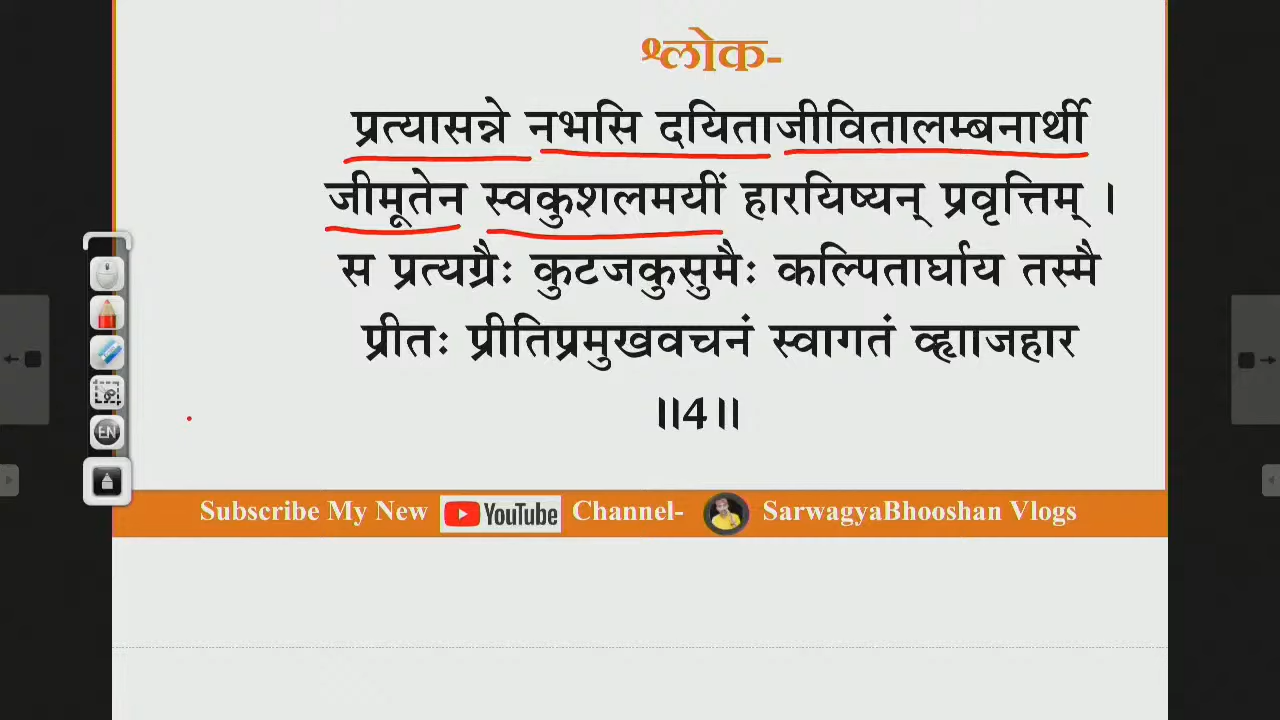 श्लोक-
प्रत्यासन्ने नभसि दयिताजीवितालम्बनार्थी
जीमूतेन स्वकुशलमयीं हारयिष्यन् प्रवृत्तिम् ।
स प्रत्यग्रैः कुटजकुसुमैः कल्पितार्घाय तस्मै
प्रीतः प्रीतिप्रमुखवचनं स्वागतं व्ह्याजहार
॥4॥
EN
Subscribe My New YouTube Channel- SarwagyaBhooshan Vlogs